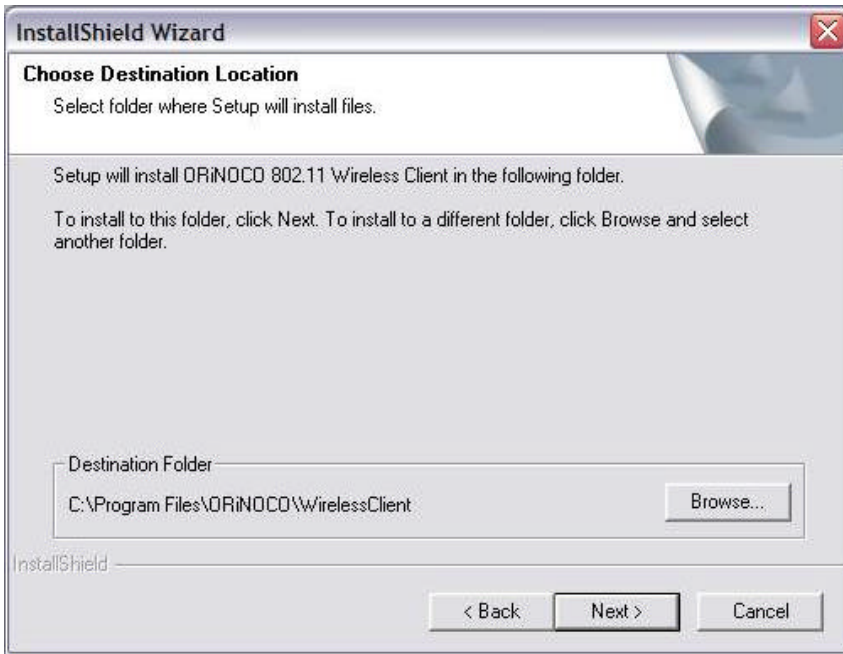 InstallShield Wizard
Choose Destination Location
Select folder where Setup will install files.
Setup will install ORiNOCO 802.11 Wireless Client in the following folder.
To install to this folder, click Next. To install to a different folder, click Browse and select
another folder.
Destination Folder
C:\Program Files\ORiNOCO\WirelessClient
Browse...
InstallShield
< Back
Next >
Cancel